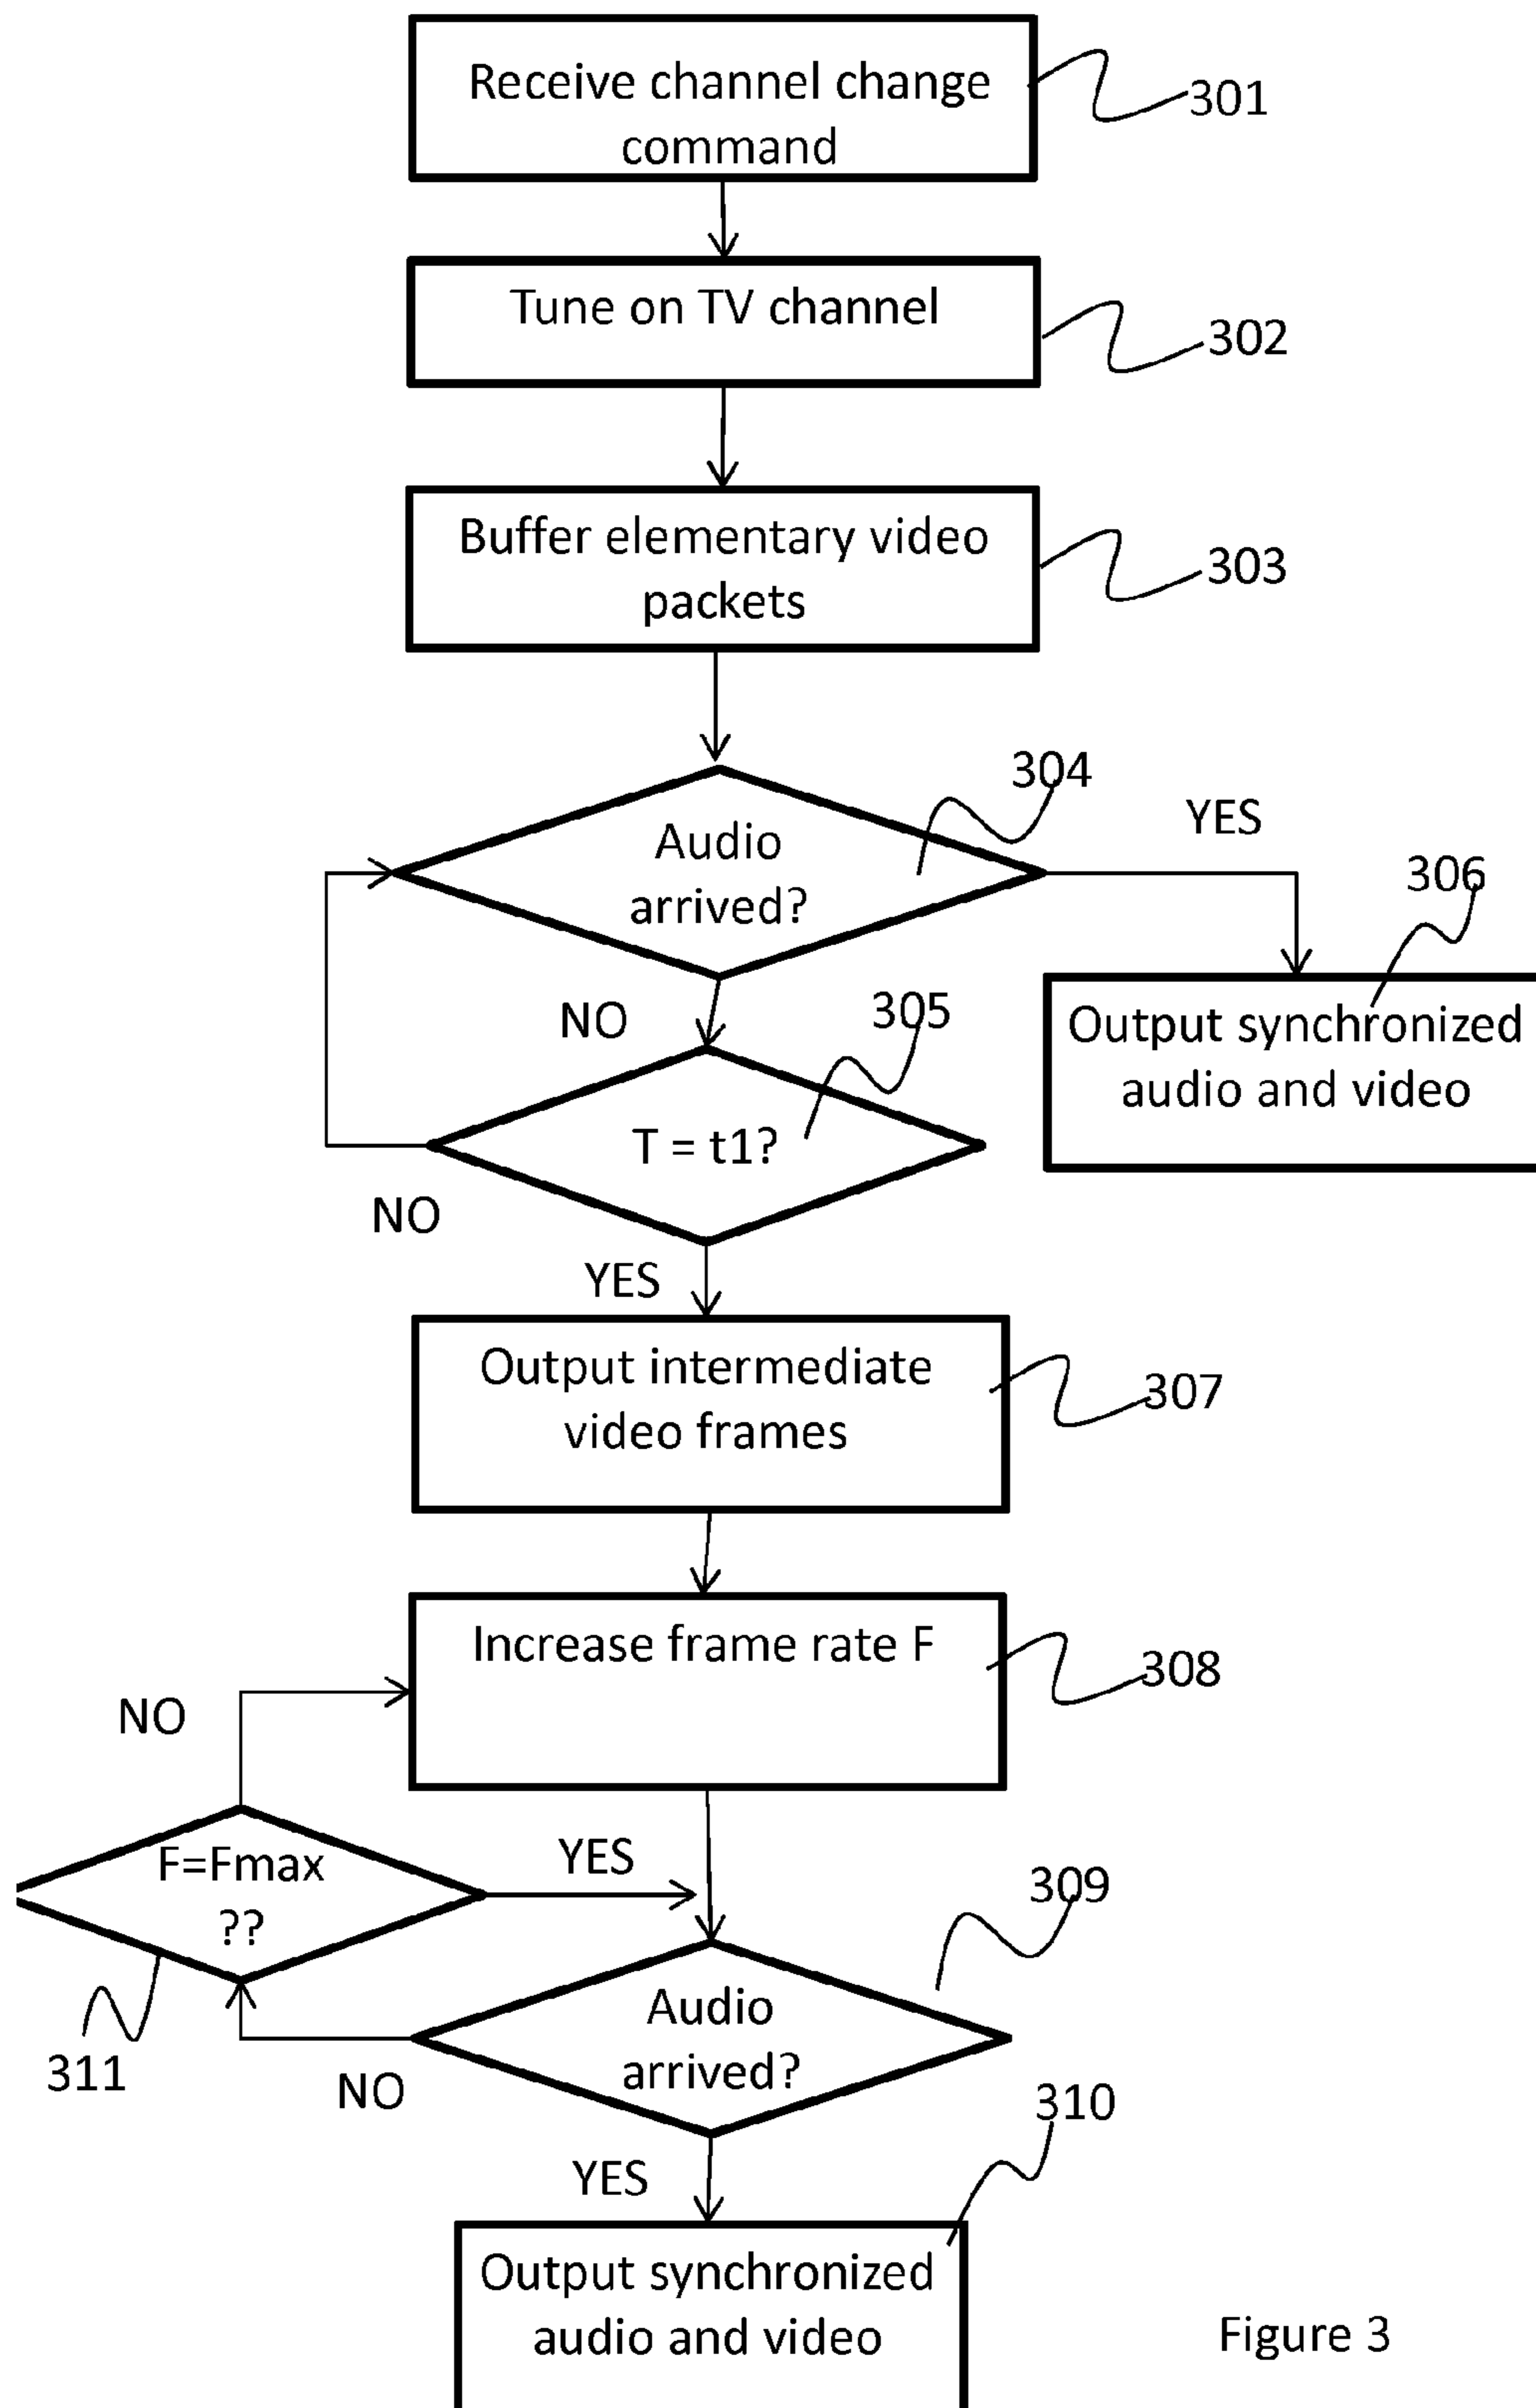 Receive channel change
command
301
Tune on TV channel
302
Buffer elementary video
packets
303
304
Audio
arrived?
YES
306
NO
305
Output synchronized
audio and video
T = t1?
NO
YES
Output intermediate
video frames
307
Increase frame rate F
308
NO
F=Fmax
??
YES
309
Audio
arrived?
311
NO
310
YES
Output synchronized
audio and video
Figure 3